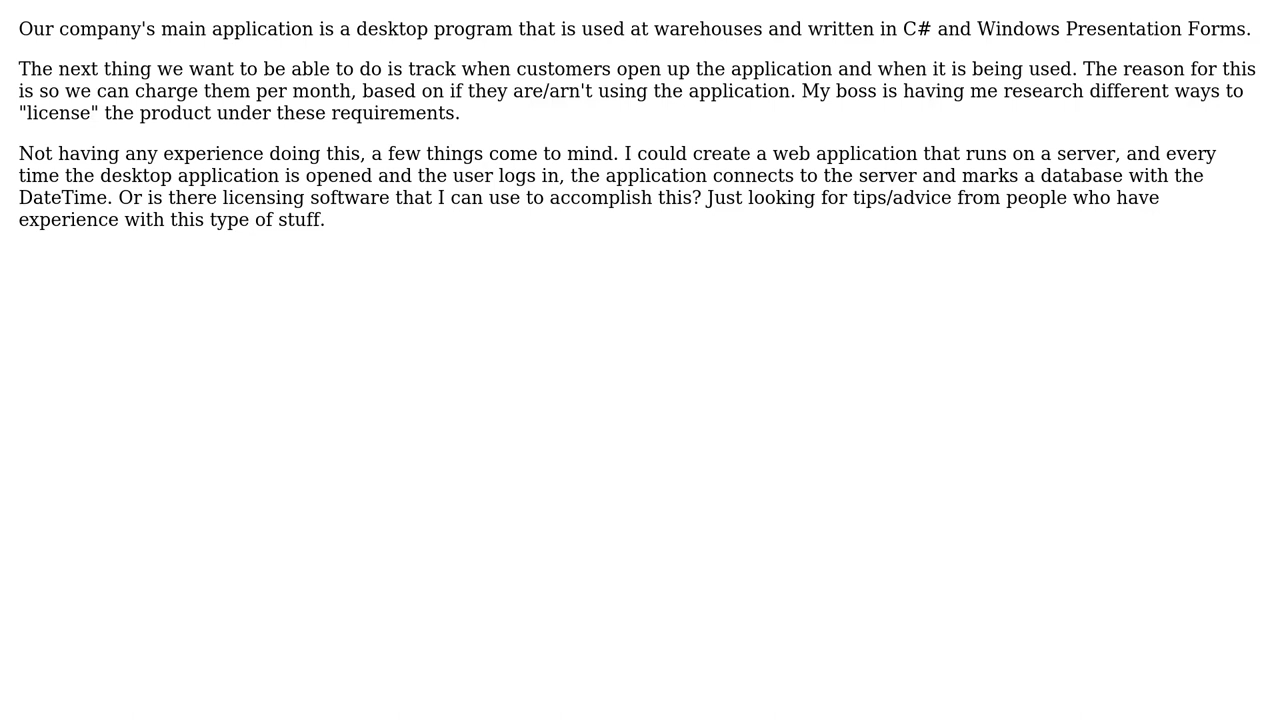 Our company's main application is a desktop program that is used at warehouses and written in C# and Windows Presentation Forms.
The next thing we want to be able to do is track when customers open up the application and when it is being used. The reason for this
is so we can charge them per month, based on if they are/arn't using the application. My boss is having me research different ways to
"license" the product under these requirements.
Not having any experience doing this, a few things come to mind. I could create a web application that runs on a server, and every
time the desktop application is opened and the user logs in, the application connects to the server and marks a database with the
DateTime. Or is there licensing software that I can use to accomplish this? Just looking for tips/advice from people who have
experience with this type of stuff.